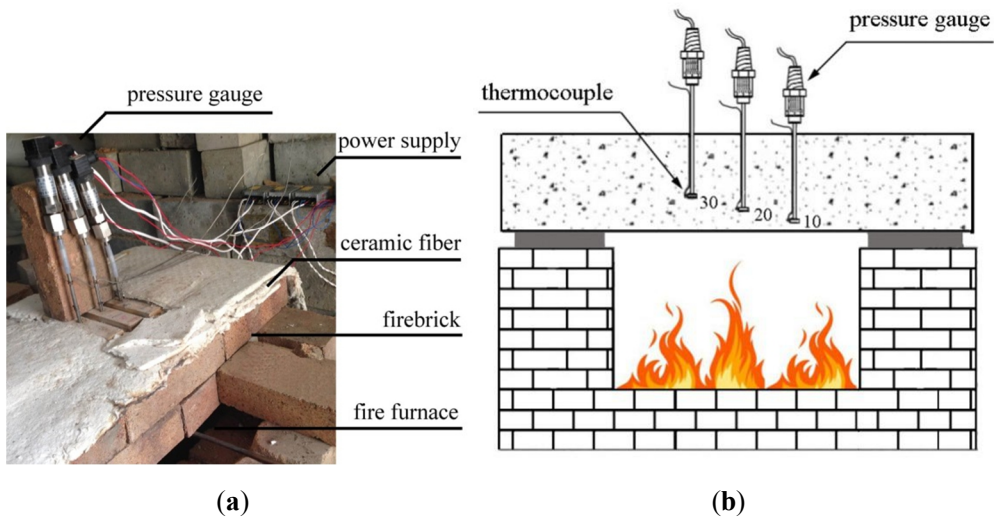 pressure gauge
power supply
ceramic fiber
firebrick
fire furnace
(a)
pressure gauge
thermocouple
30
20
10
(b)